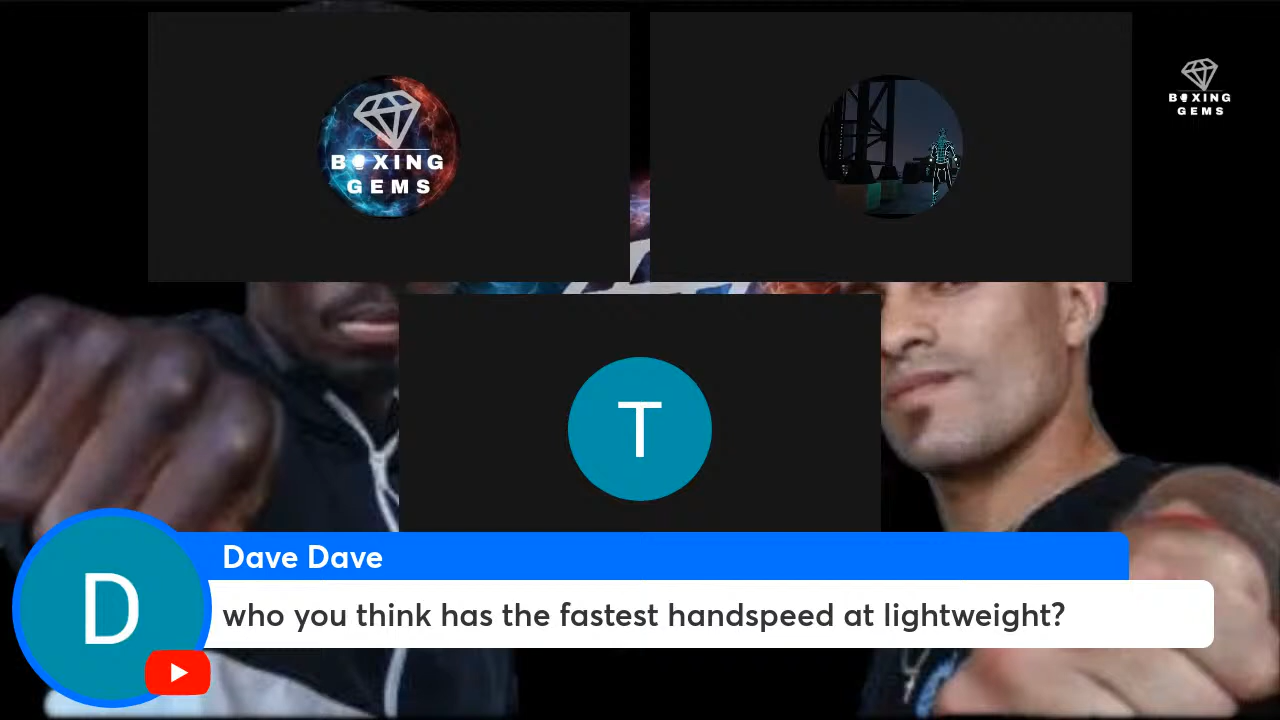 BOXING
GEMS
BOXING
GEMS
T
D
Dave Dave
who you think has the fastest handspeed at lightweight?